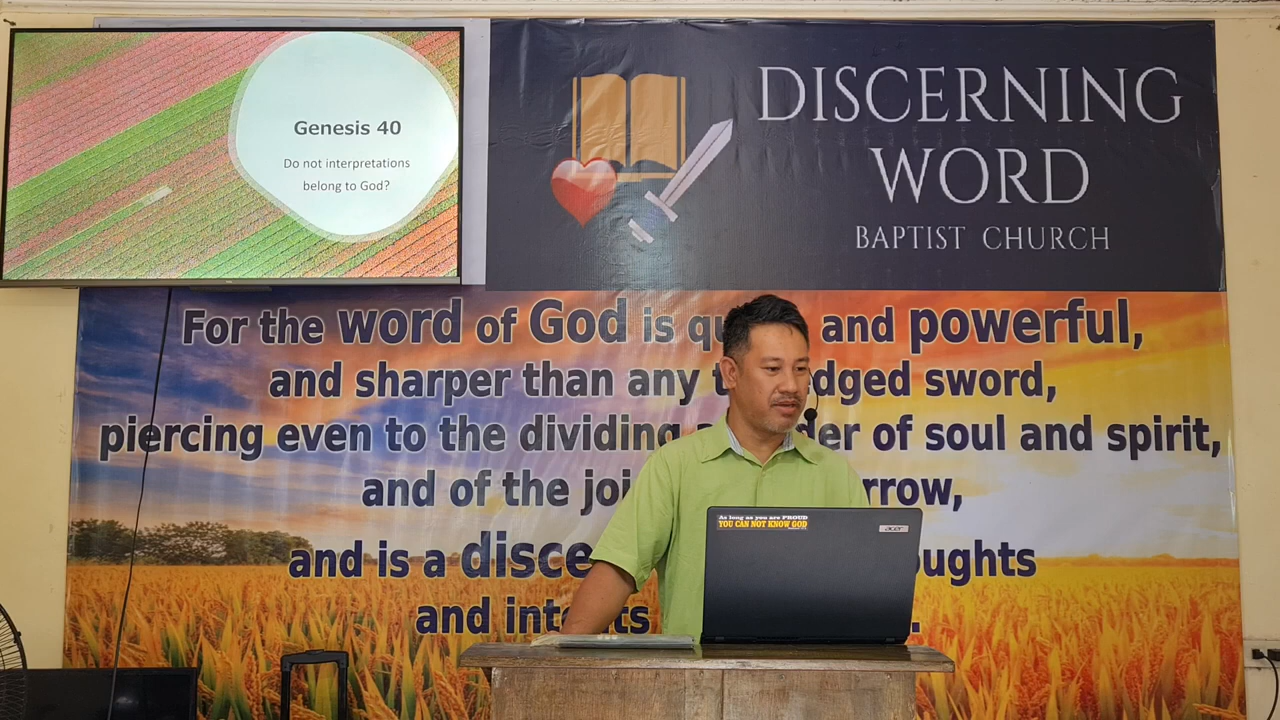 Genesis 40
Do not interpretations
belong to God?
DISCERNING
WORD
BAPTIST CHURCH
For the word of God is qu and powerful,
and sharper than any t edged sword,
piercing even to the dividing a der of soul and spirit,
and of the joi rrow,
and is a disce oughts
and intents
As long as you are PROUD
YOU CAN NOT KNOW GOD
acer